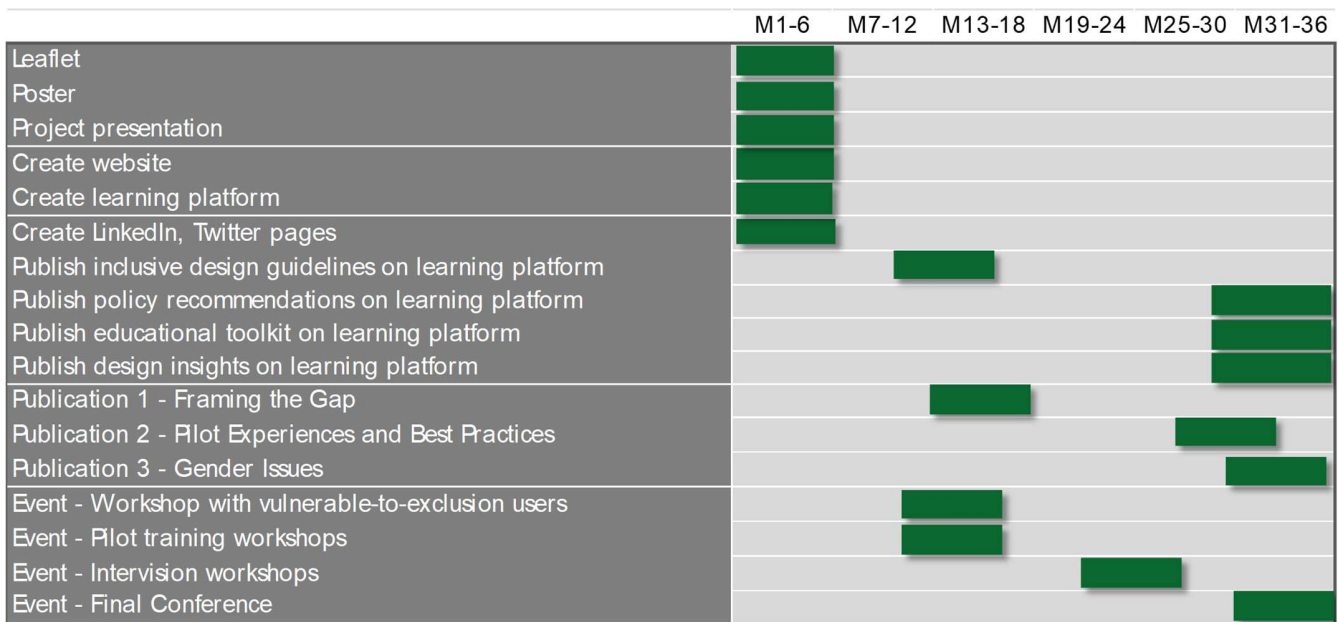 M1-6 M7-12 M13-18 M19-24 M25-30 M31-36
Leaflet
Poster
Project presentation
Create website
Create learning platform
Create LinkedIn, Twitter pages
Publish inclusive design guidelines on learning platform
Publish policy recommendations on learning platform
Publish educational toolkit on learning platform
Publish design insights on learning platform
Publication 1 - Framing the Gap
Publication 2 - Pilot Experiences and Best Practices
Publication 3 - Gender Issues
Event - Workshop with vulnerable-to-exclusion users
Event - Pilot training workshops
Event - Intervision workshops
Event - Final Conference